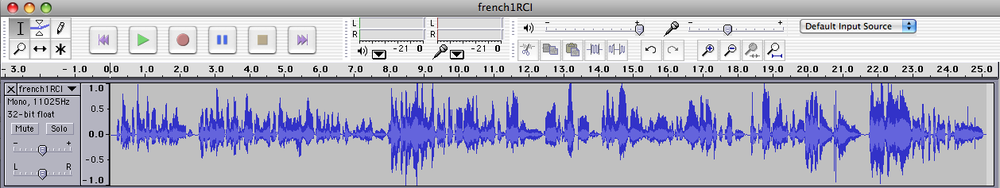 french1RCI
L
R
-21 0
L
R
-21 0
- +
- +
Default Input Source
- 3.0 - 1.0 0.0 1.0 2.0 3.0 4.0 5.0 6.0 7.0 8.0 9.0 10.0 11.0 12.0 13.0 14.0 15.0 16.0 17.0 18.0 19.0 20.0 21.0 22.0 23.0 24.0 25.0
french1RCI
Mono, 11025Hz
32-bit float
Mute Solo
- +
L R
1.0
0.5
0.0
-0.5
-1.0